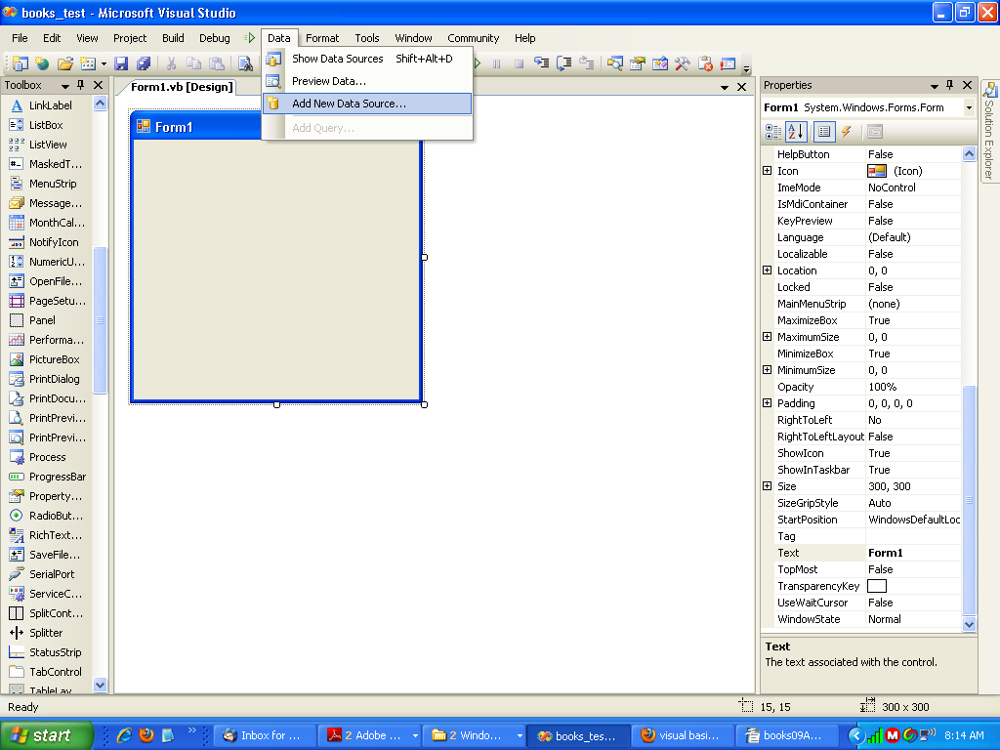 books_test - Microsoft Visual Studio
File Edit View Project Build Debug Data Format Tools Window Community Help
Show Data Sources Shift+Alt+D
Preview Data...
Add New Data Source...
Add Query...
Toolbox
LinkLabel
ListBox
ListView
MaskedT...
MenuStrip
Message...
MonthCal...
NotifyIcon
NumericU...
OpenFile...
PageSetu...
Panel
Performa...
PictureBox
PrintDialog
PrintDocu...
PrintPrevi...
PrintPrevi...
Process
ProgressBar
Property...
RadioBut...
RichText...
SaveFile...
SerialPort
ServiceC...
SplitCont...
Splitter
StatusStrip
TabControl
TableLay...
Form1.vb [Design]
Form1
Properties
Form1 System.Windows.Forms.Form
HelpButton False
Icon (Icon)
ImeMode NoControl
IsMdiContainer False
KeyPreview False
Language (Default)
Localizable False
Location 0, 0
Locked False
MainMenuStrip (none)
MaximizeBox True
MaximumSize 0, 0
MinimizeBox True
MinimumSize 0, 0
Opacity 100%
Padding 0, 0, 0, 0
RightToLeft No
RightToLeftLayout False
ShowIcon True
ShowInTaskbar True
Size 300, 300
SizeGripStyle Auto
StartPosition WindowsDefaultLoc
Tag
Text Form1
TopMost False
TransparencyKey
UseWaitCursor False
WindowState Normal
Text
The text associated with the control.
Solution Explorer
Ready 15, 15 300 x 300
start Inbox for ... 2 Adobe ... 2 Windo... books_tes... visual basi... books09A... 8:14 AM